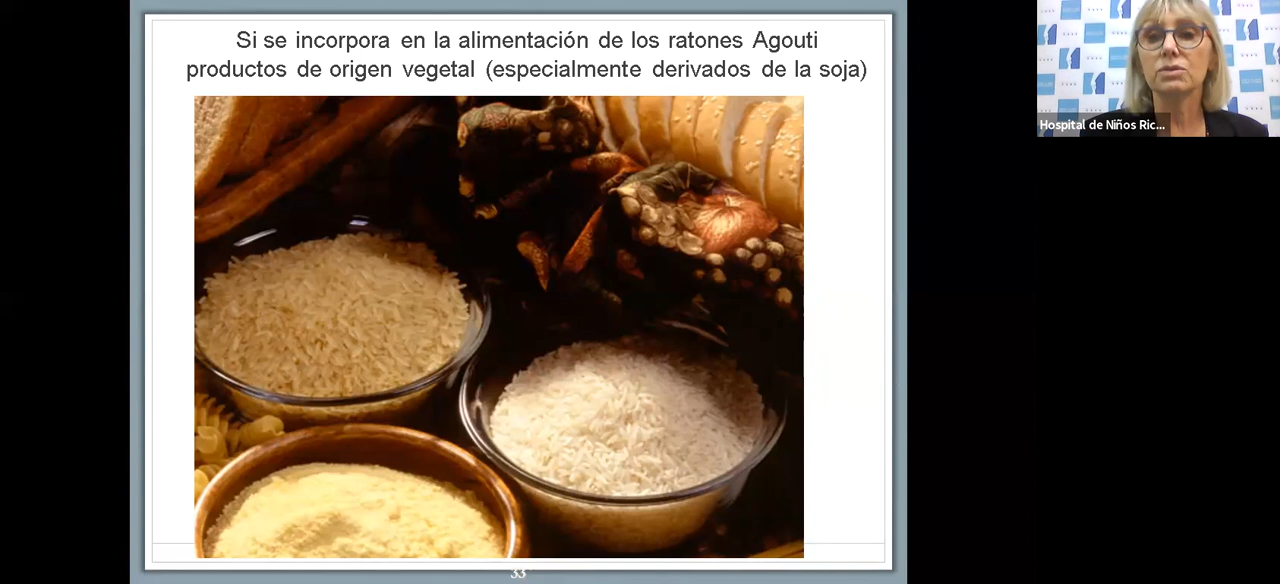 Si se incorpora en la alimentación de los ratones Agouti
productos de origen vegetal (especialmente derivados de la soja)
Hospital de Niños Ric...
33